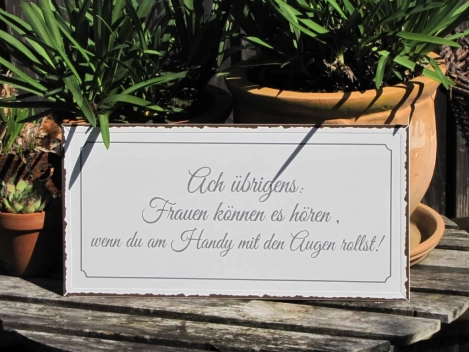 Ach übrigens:
Frauen können es hören ,
wenn du am Handy mit den Augen rollst!